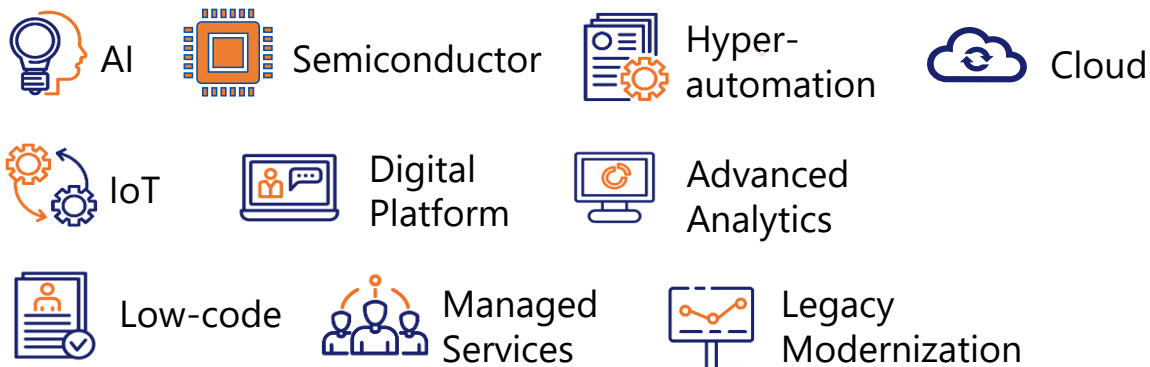 AI
Semiconductor
Hyper-
automation
Cloud
IoT
Digital
Platform
Advanced
Analytics
Low-code
Managed
Services
Legacy
Modernization